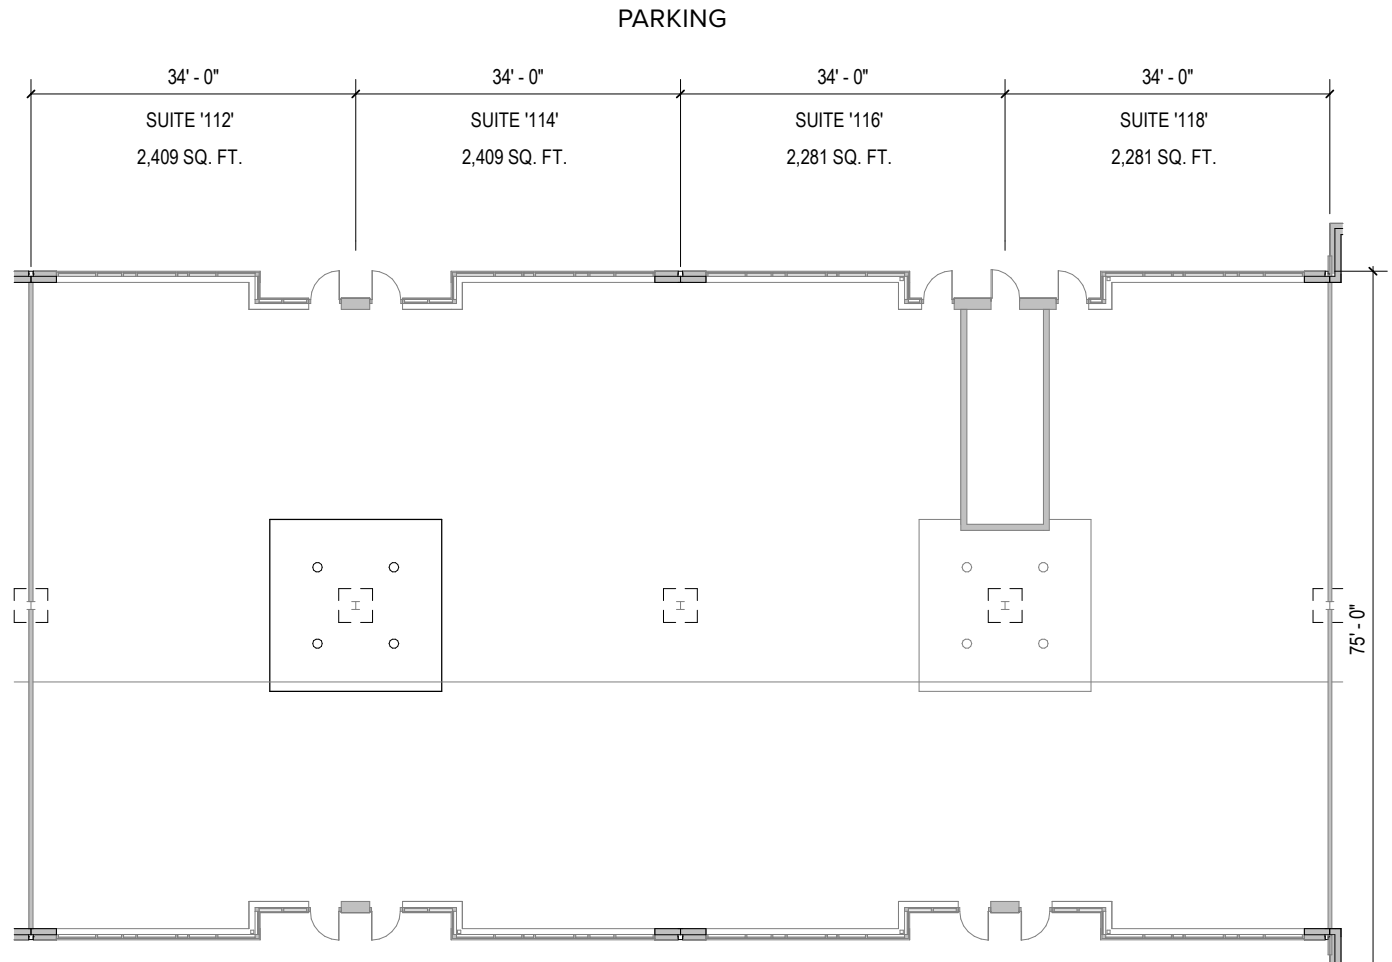 PARKING
34' - 0" 34' - 0" 34' - 0" 34' - 0"
SUITE '112' SUITE '114' SUITE '116' SUITE '118'
2,409 SQ. FT. 2,409 SQ. FT. 2,281 SQ. FT. 2,281 SQ. FT.
75' - 0"